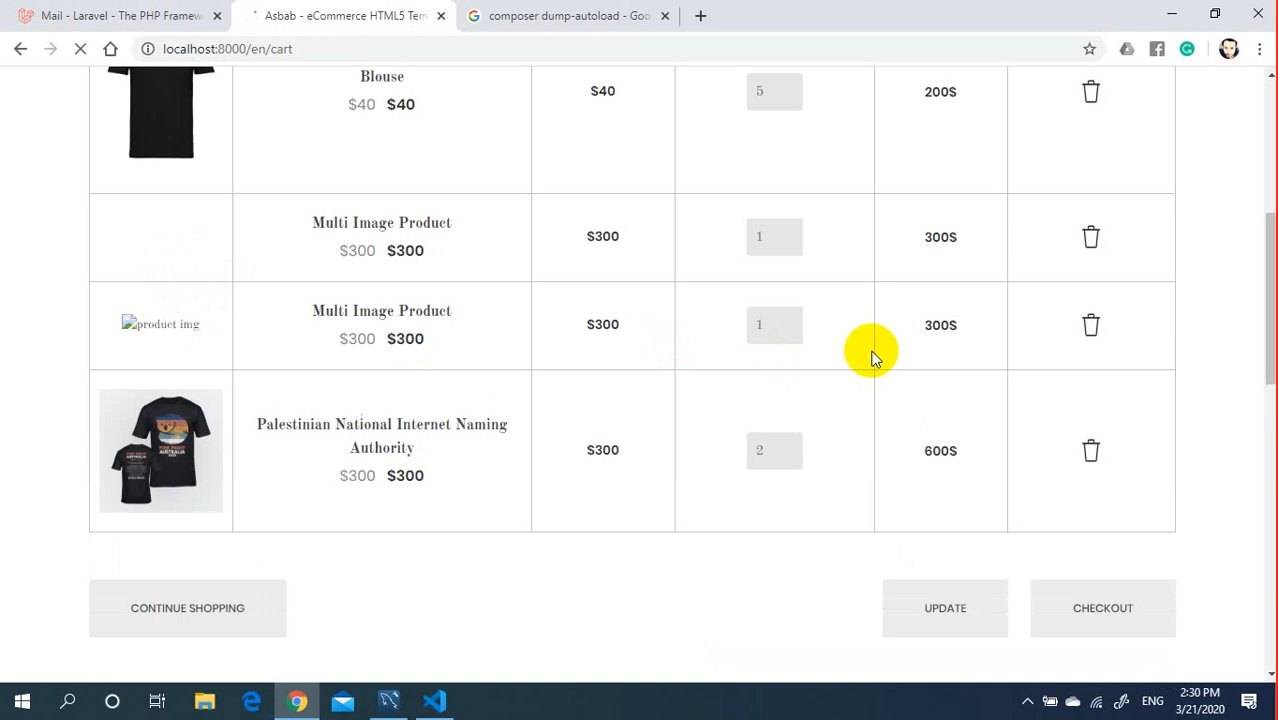 Mail - Laravel - The PHP Framew
Asbab - eCommerce HTML5 Tem
composer dump-autoload - Goo
localhost:8000/en/cart
Blouse
$40 $40
$40
5
200$
Multi Image Product
$300 $300
$300
1
300$
product img
Multi Image Product
$300 $300
$300
1
300$
Palestinian National Internet Naming
Authority
$300 $300
$300
2
600$
CONTINUE SHOPPING
UPDATE
CHECKOUT
ENG
2:30 PM
3/21/2020